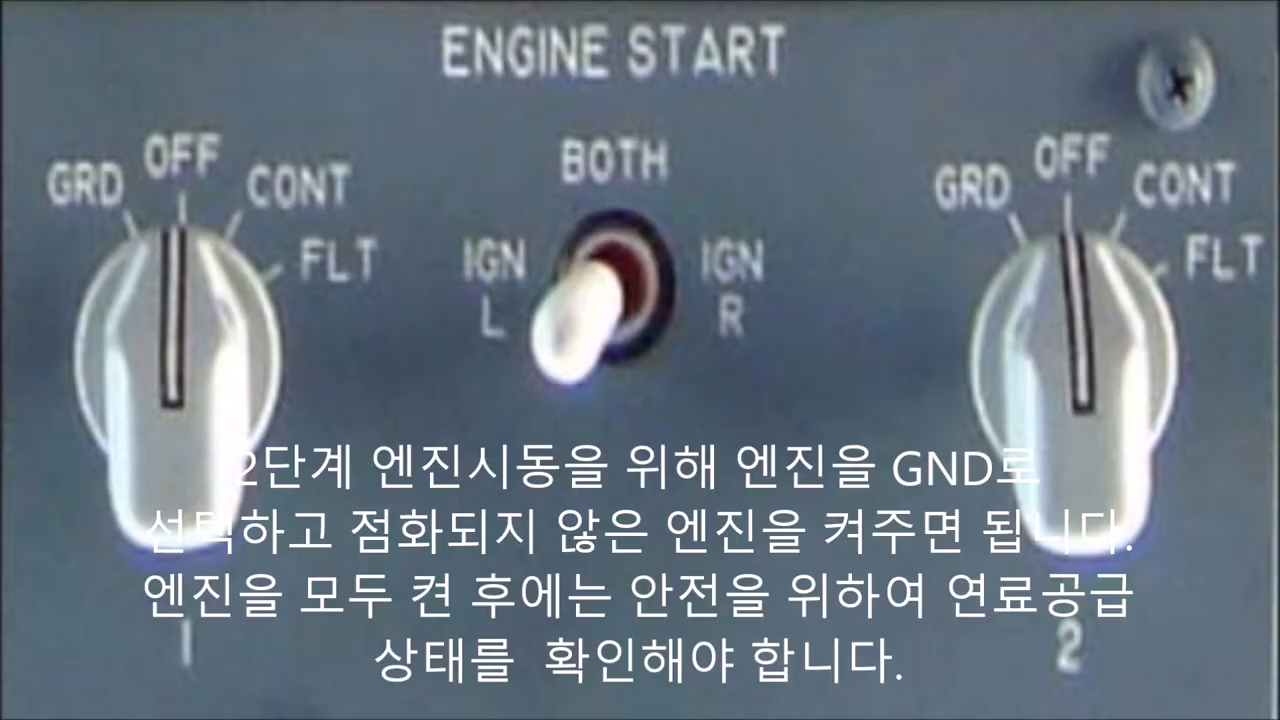 ENGINE START
GRD OFF CONT FLT
BOTH
IGN L
IGN R
GRD OFF CONT FLT
2단계 엔진시동을 위해 엔진을 GND로
선택하고 점화되지 않은 엔진을 켜주면 됩니다.
엔진을 모두 켠 후에는 안전을 위하여 연료공급
상태를 확인해야 합니다.
1
2